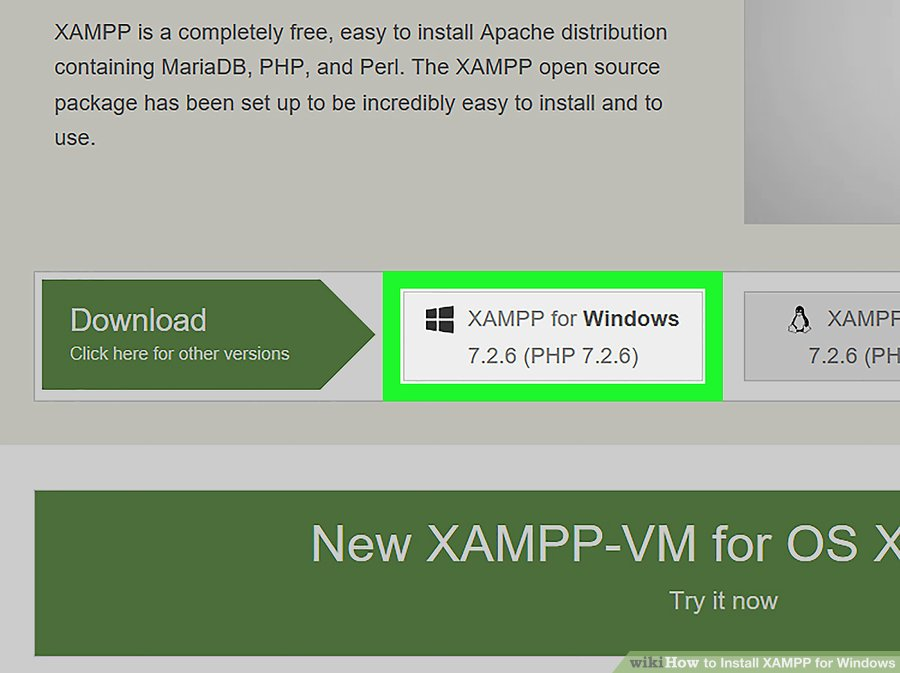 XAMPP is a completely free, easy to install Apache distribution
containing MariaDB, PHP, and Perl. The XAMPP open source
package has been set up to be incredibly easy to install and to
use.
Download
Click here for other versions
XAMPP for Windows
7.2.6 (PHP 7.2.6)
XAMPP
7.2.6 (PH
New XAMPP-VM for OS X
Try it now
wikiHow to Install XAMPP for Windows